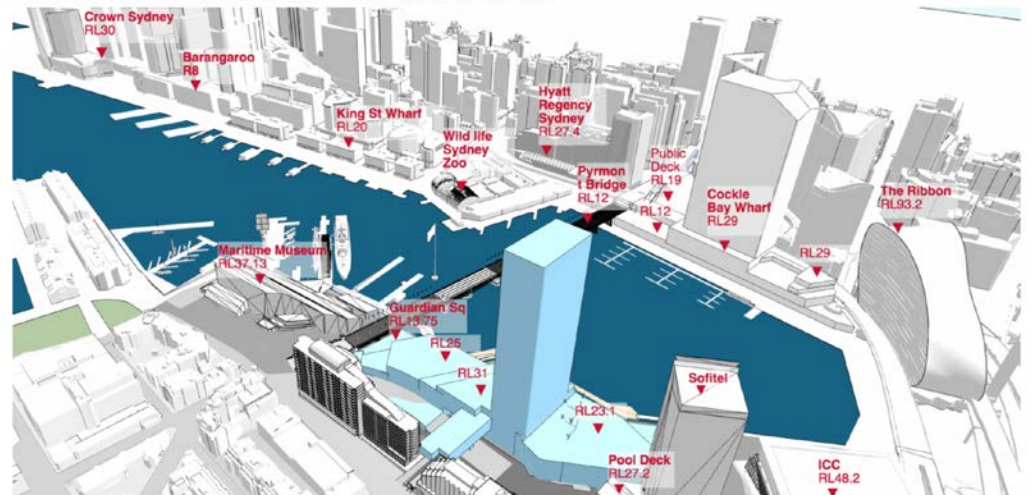 Crown Sydney
RL30
Barangaroo
R8
King St Wharf
RL20
Wild life
Sydney
Zoo
Hyatt
Regency
Sydney
RL27.4
Pyrmon
t Bridge
RL12
Public
Deck
RL19
RL12
Cockle
Bay Wharf
RL29
The Ribbon
RL93.2
RL29
Maritime Museum
RL37.13
Guardian Sq
RL13.75
RL25
RL31
RL23.1
Sofitel
Pool Deck
RL27.2
ICC
RL48.2